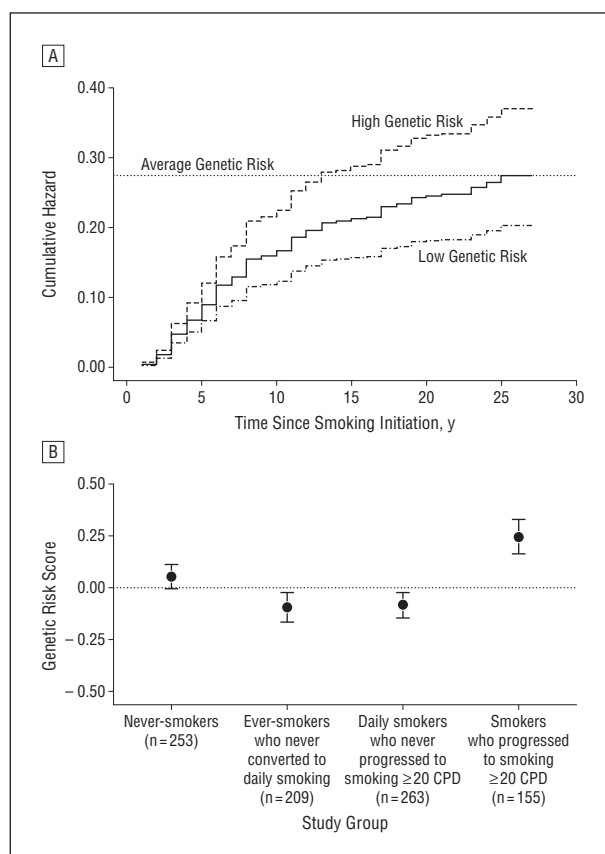 A
0.40
High Genetic Risk
0.30
Average Genetic Risk
Cumulative Hazard
0.20
0.10
Low Genetic Risk
0.00
0
5
10
15
20
25
30
Time Since Smoking Initiation, y
B
0.50
0.25
Genetic Risk Score
0.00
– 0.25
– 0.50
Never-smokers
(n=253)
Ever-smokers
who never
converted to
daily smoking
(n=209)
Daily smokers
who never
progressed to
smoking ≥20 CPD
(n=263)
Smokers
who progressed
to smoking
≥20 CPD
(n=155)
Study Group